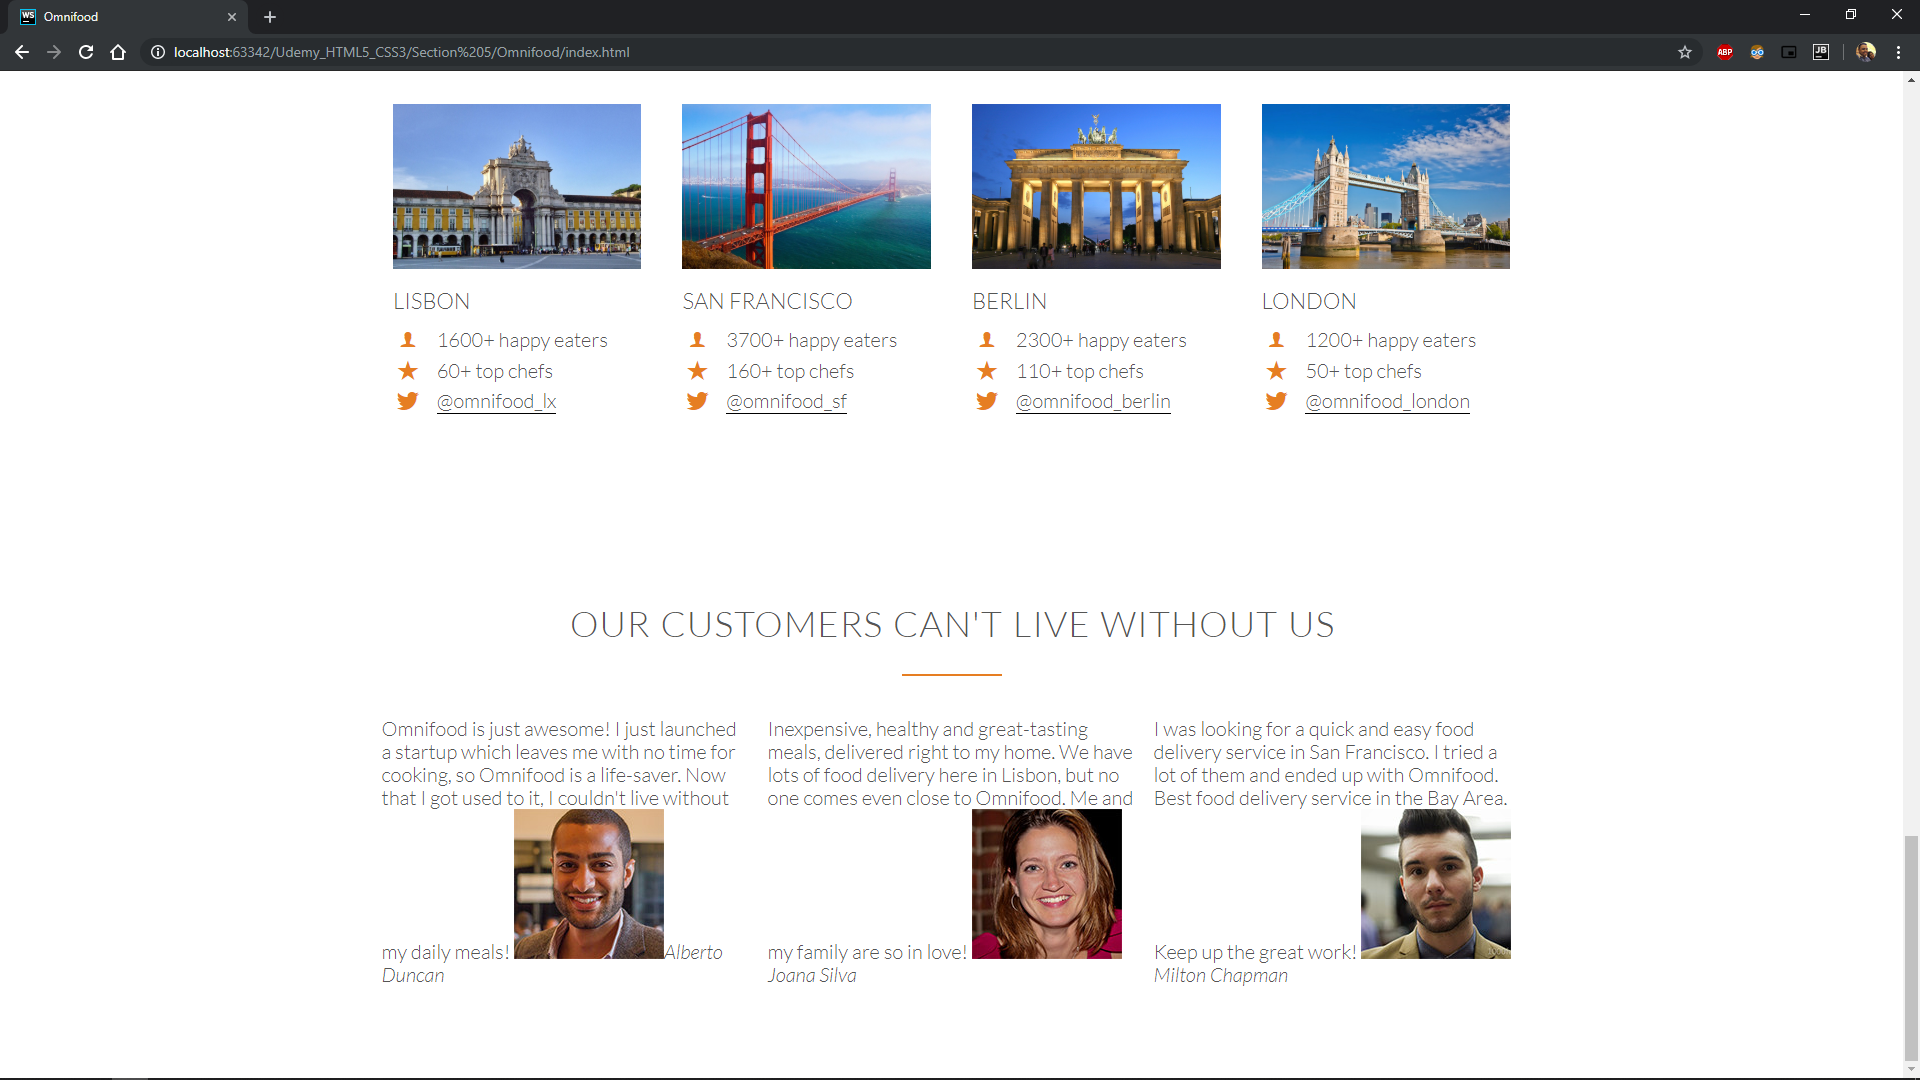 WS
Omnifood
localhost:63342/Udemy_HTML5_CSS3/Section%205/Omnifood/index.html
ABP
JB
LISBON
1600+ happy eaters
60+ top chefs
@omnifood_lx
SAN FRANCISCO
3700+ happy eaters
160+ top chefs
@omnifood_sf
BERLIN
2300+ happy eaters
110+ top chefs
@omnifood_berlin
LONDON
1200+ happy eaters
50+ top chefs
@omnifood_london
OUR CUSTOMERS CAN'T LIVE WITHOUT US
Omnifood is just awesome! I just launched
a startup which leaves me with no time for
cooking, so Omnifood is a life-saver. Now
that I got used to it, I couldn't live without
my daily meals! Alberto
Duncan
Inexpensive, healthy and great-tasting
meals, delivered right to my home. We have
lots of food delivery here in Lisbon, but no
one comes even close to Omnifood. Me and
my family are so in love!
Joana Silva
I was looking for a quick and easy food
delivery service in San Francisco. I tried a
lot of them and ended up with Omnifood.
Best food delivery service in the Bay Area.
Keep up the great work!
Milton Chapman